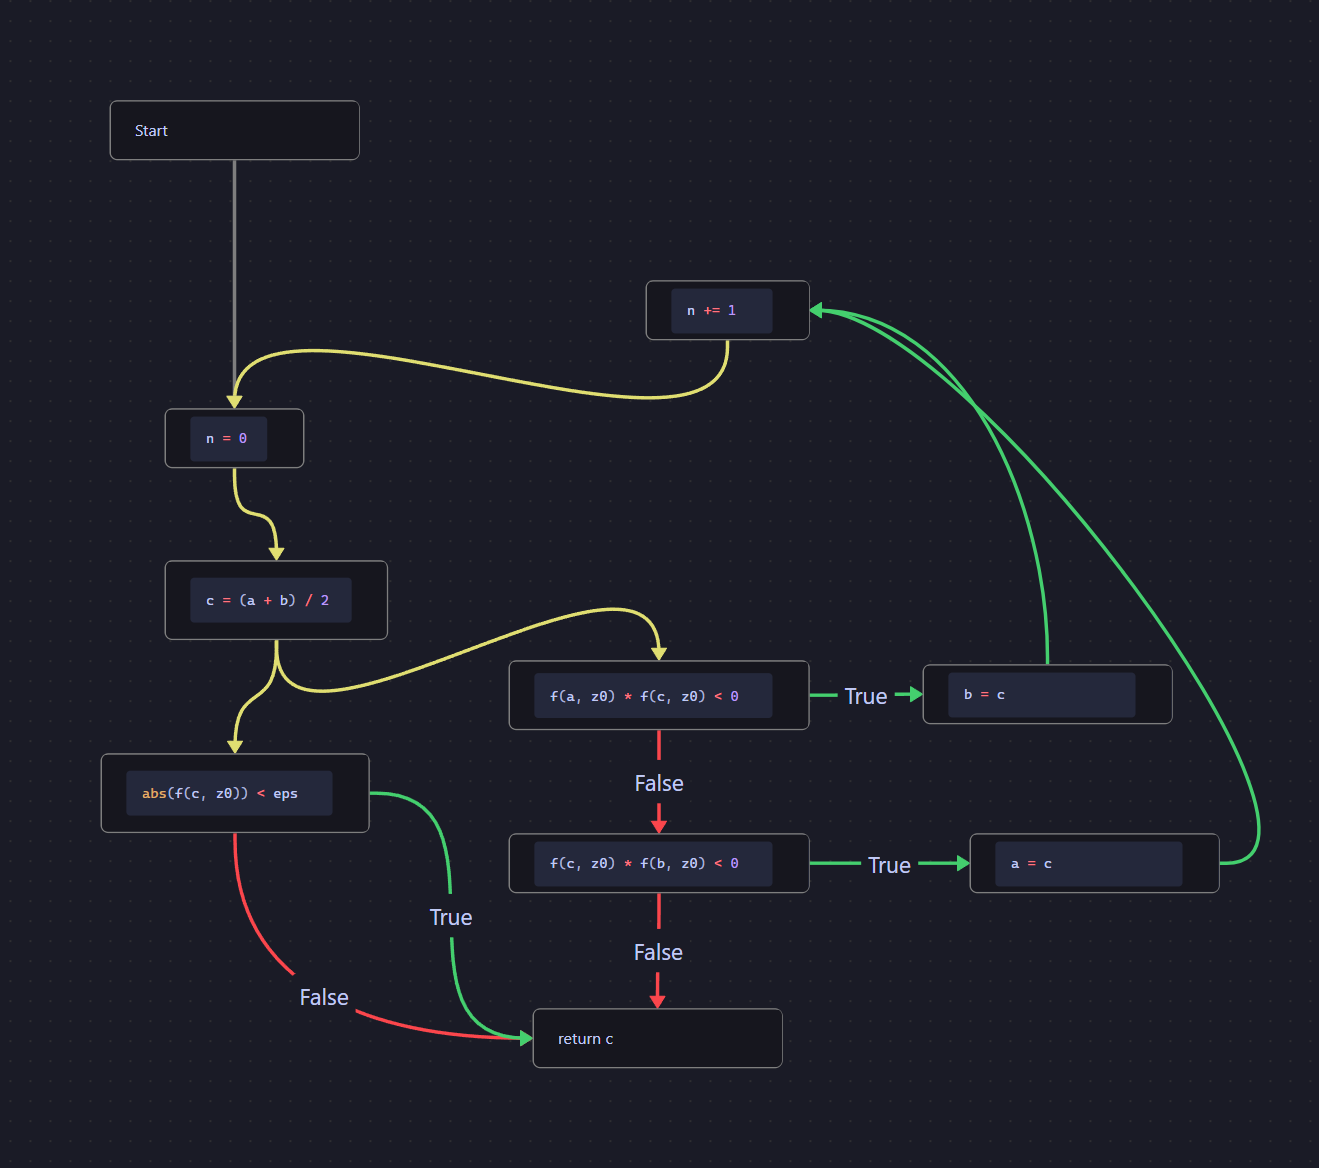 Start
n += 1
n = 0
c = (a + b) / 2
f(a, z0) * f(c, z0) < 0
True
b = c
abs(f(c, z0)) < eps
False
f(c, z0) * f(b, z0) < 0
True
a = c
True
False
False
return c